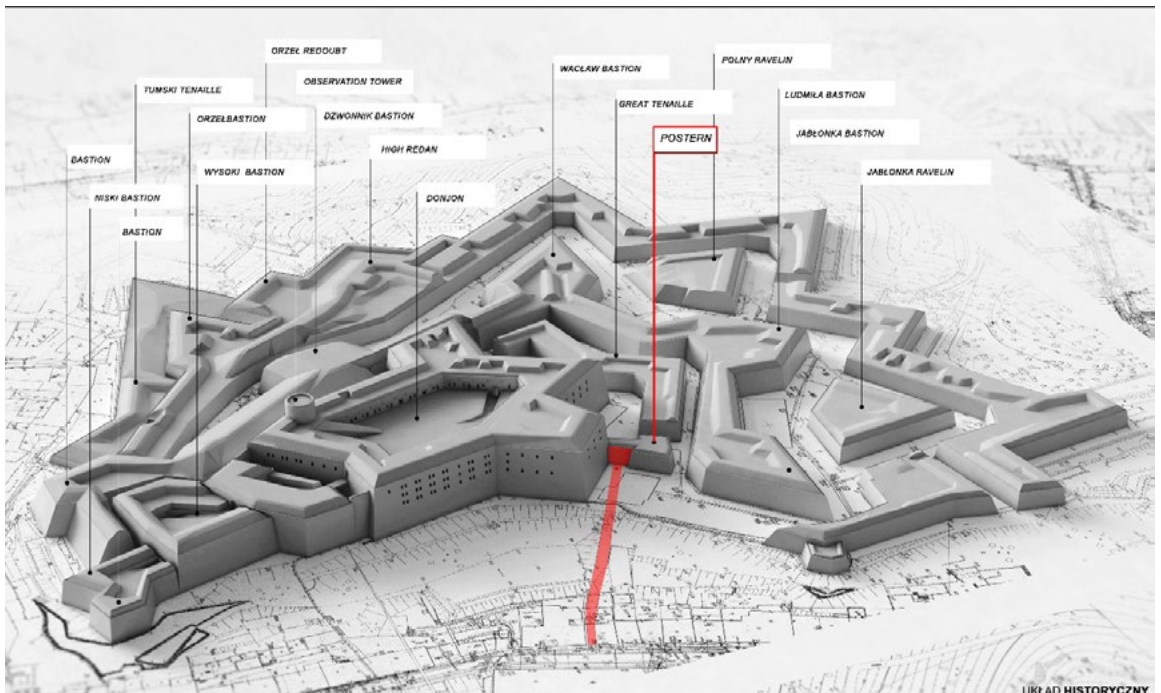 ORZEŁ REDOUBT
POLNY RAVELIN
WACŁAW BASTION
TUMSKI TENAILLE
OBSERVATION TOWER
LUDMIŁA BASTION
GREAT TENAILLE
ORZEŁBASTION
DZWONNIK BASTION
JABŁONKA BASTION
POSTERN
BASTION
HIGH REDAN
WYSOKI BASTION
JABŁONKA RAVELIN
NISKI BASTION
DONJON
BASTION
UKŁAD HISTORYCZNY